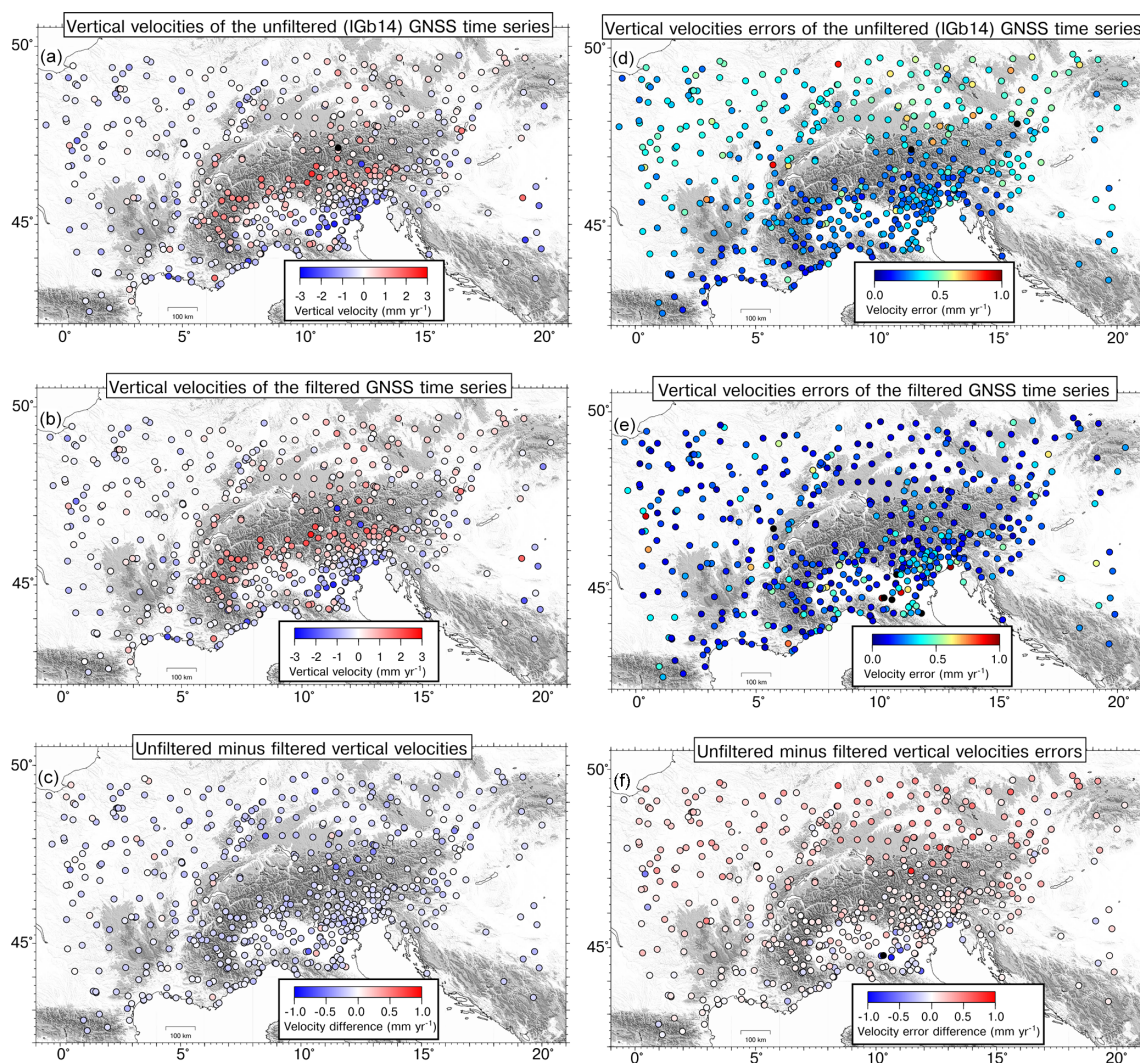 Vertical velocities of the unfiltered (IGb14) GNSS time series
(a)
50°
45°
-3 -2 -1 0 1 2 3
Vertical velocity (mm yr-1)
100 km
0° 5° 10° 15° 20°
Vertical velocities errors of the unfiltered (IGb14) GNSS time series
(d)
50°
45°
0.0 0.5 1.0
Velocity error (mm yr-1)
100 km
0° 5° 10° 15° 20°
Vertical velocities of the filtered GNSS time series
(b)
50°
45°
-3 -2 -1 0 1 2 3
Vertical velocity (mm yr-1)
100 km
0° 5° 10° 15° 20°
Vertical velocities errors of the filtered GNSS time series
(e)
50°
45°
0.0 0.5 1.0
Velocity error (mm yr-1)
100 km
0° 5° 10° 15° 20°
Unfiltered minus filtered vertical velocities
(c)
50°
45°
-1.0 -0.5 0.0 0.5 1.0
Velocity difference (mm yr-1)
100 km
0° 5° 10° 15° 20°
Unfiltered minus filtered vertical velocities errors
(f)
50°
45°
-1.0 -0.5 0.0 0.5 1.0
Velocity error difference (mm yr-1)
100 km
0° 5° 10° 15° 20°